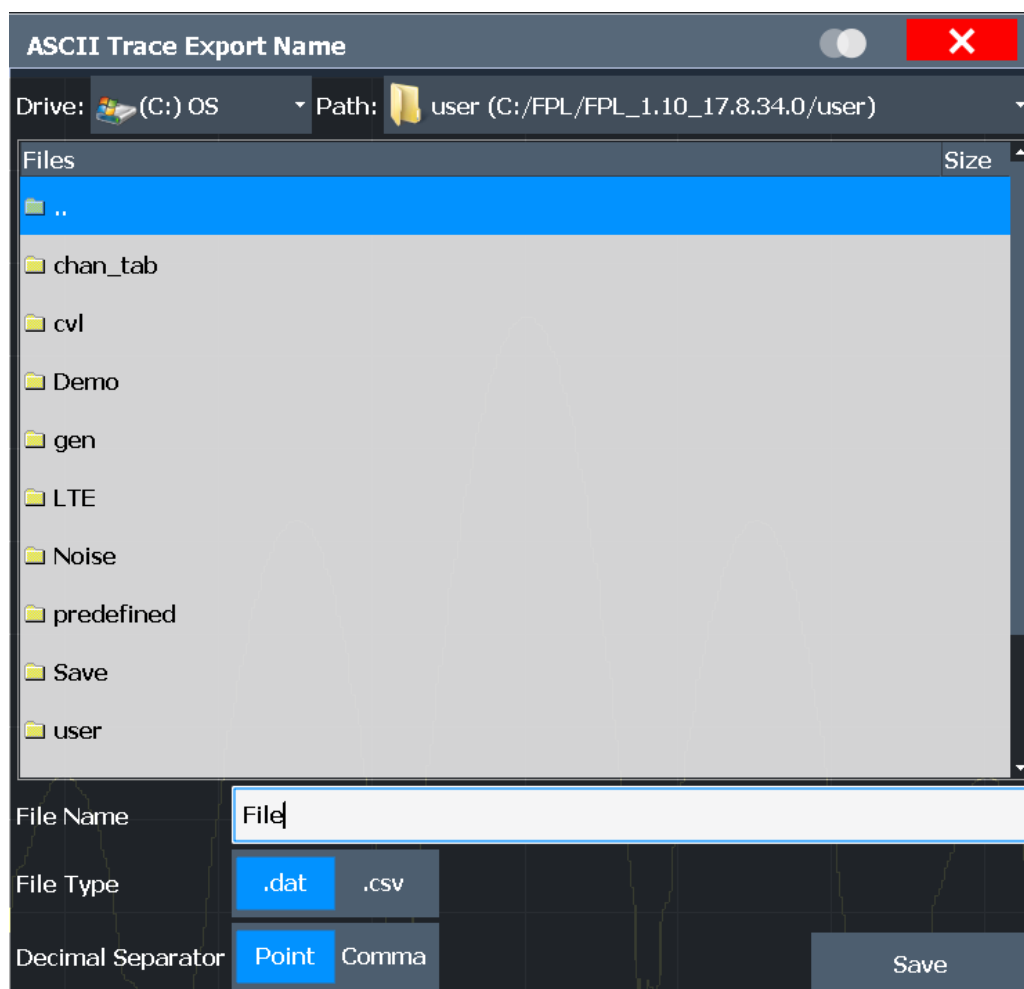 ASCII Trace Export Name
Drive: (C:) OS Path: user (C:/FPL/FPL_1.10_17.8.34.0/user)
Files Size
..
chan_tab
cvl
Demo
gen
LTE
Noise
predefined
Save
user
File Name File
File Type .dat .csv
Decimal Separator Point Comma Save